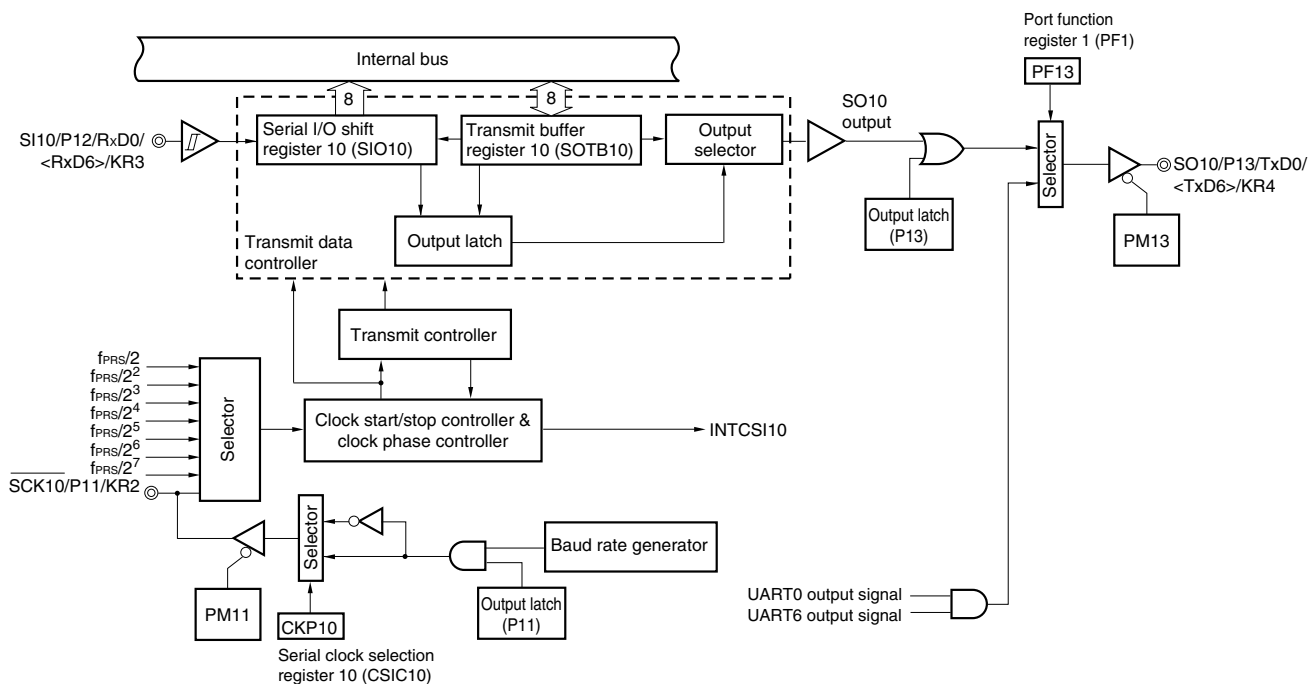 Port function
register 1 (PF1)
PF13
Internal bus
8
8
SI10/P12/RxD0/
<RxD6>/KR3
Serial I/O shift
register 10 (SIO10)
Transmit buffer
register 10 (SOTB10)
Output
selector
SO10
output
Selector
SO10/P13/TxD0/
<TxD6>/KR4
Output latch
(P13)
PM13
Transmit data
controller
Output latch
Transmit controller
fPRS/2
fPRS/2²
fPRS/2³
fPRS/2⁴
fPRS/2⁵
fPRS/2⁶
fPRS/2⁷
SCK10/P11/KR2
Selector
Clock start/stop controller &
clock phase controller
INTCSI10
Selector
Baud rate generator
PM11
CKP10
Output latch
(P11)
Serial clock selection
register 10 (CSIC10)
UART0 output signal
UART6 output signal